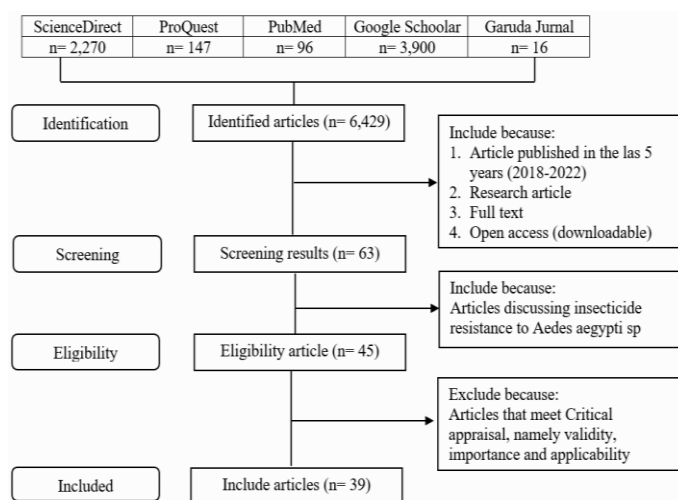 ScienceDirect ProQuest PubMed Google Schoolar Garuda Jurnal
n= 2,270 n= 147 n= 96 n= 3,900 n= 16
Identification
Identified articles (n= 6,429)
Include because:
1. Article published in the las 5
years (2018-2022)
2. Research article
3. Full text
4. Open access (downloadable)
Screening
Screening results (n= 63)
Include because:
Articles discussing insecticide
resistance to Aedes aegypti sp
Eligibility
Eligibility article (n= 45)
Exclude because:
Articles that meet Critical
appraisal, namely validity,
importance and applicability
Included
Include articles (n= 39)